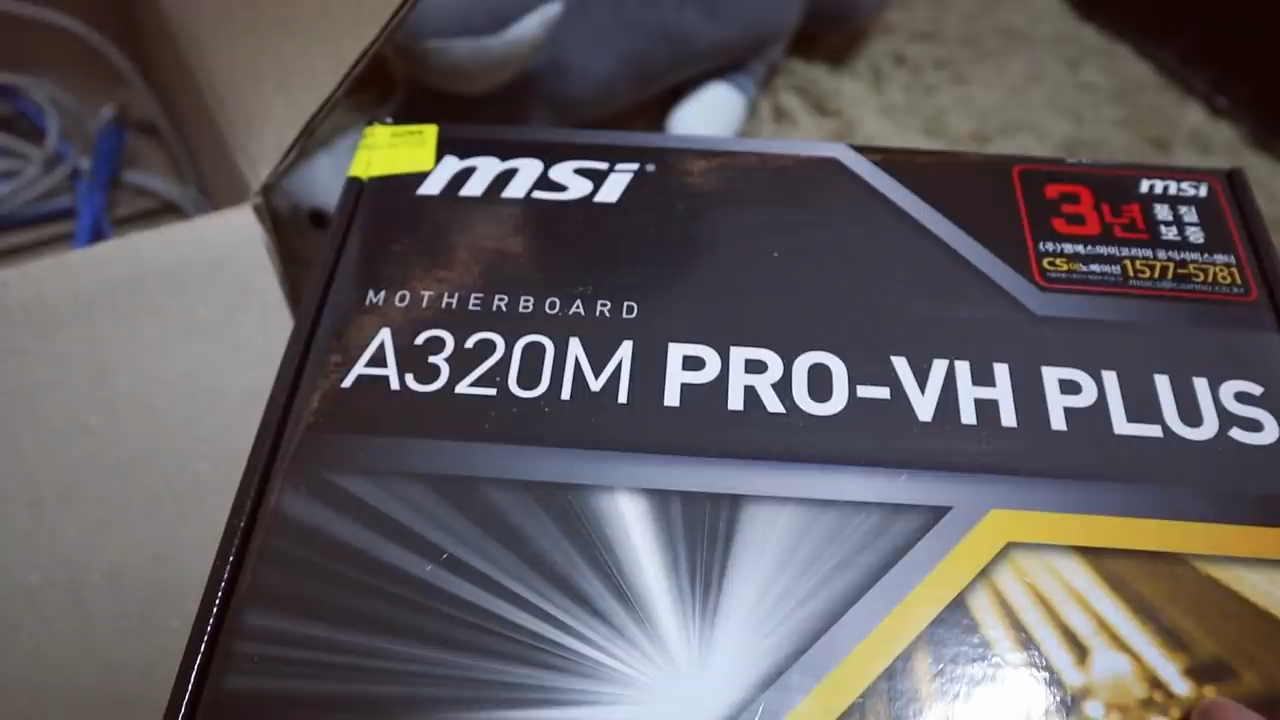 msi
MOTHERBOARD
A320M PRO-VH PLUS
msi
3년 품질
보증
(주)엠에스아이코리아 공식서비스센터
CS이노베이션 1577-5781